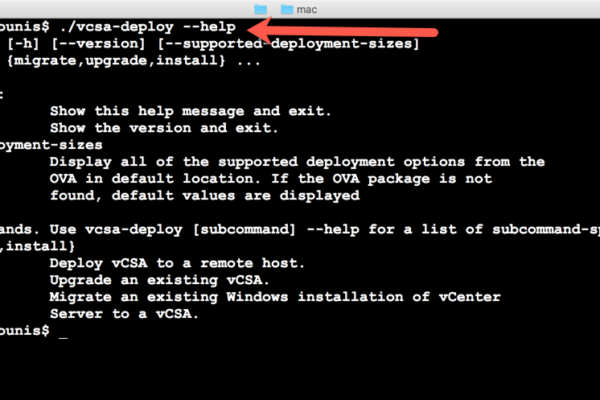 mac
ounis$ ./vcsa-deploy --help
[-h] [--version] [--supported-deployment-sizes]
{migrate,upgrade,install} ...
:
Show this help message and exit.
Show the version and exit.
oyment-sizes
Display all of the supported deployment options from the
OVA in default location. If the OVA package is not
found, default values are displayed
ands. Use vcsa-deploy [subcommand] --help for a list of subcommand-sp
,install}
Deploy vCSA to a remote host.
Upgrade an existing vCSA.
Migrate an existing Windows installation of vCenter
Server to a vCSA.
ounis$ _